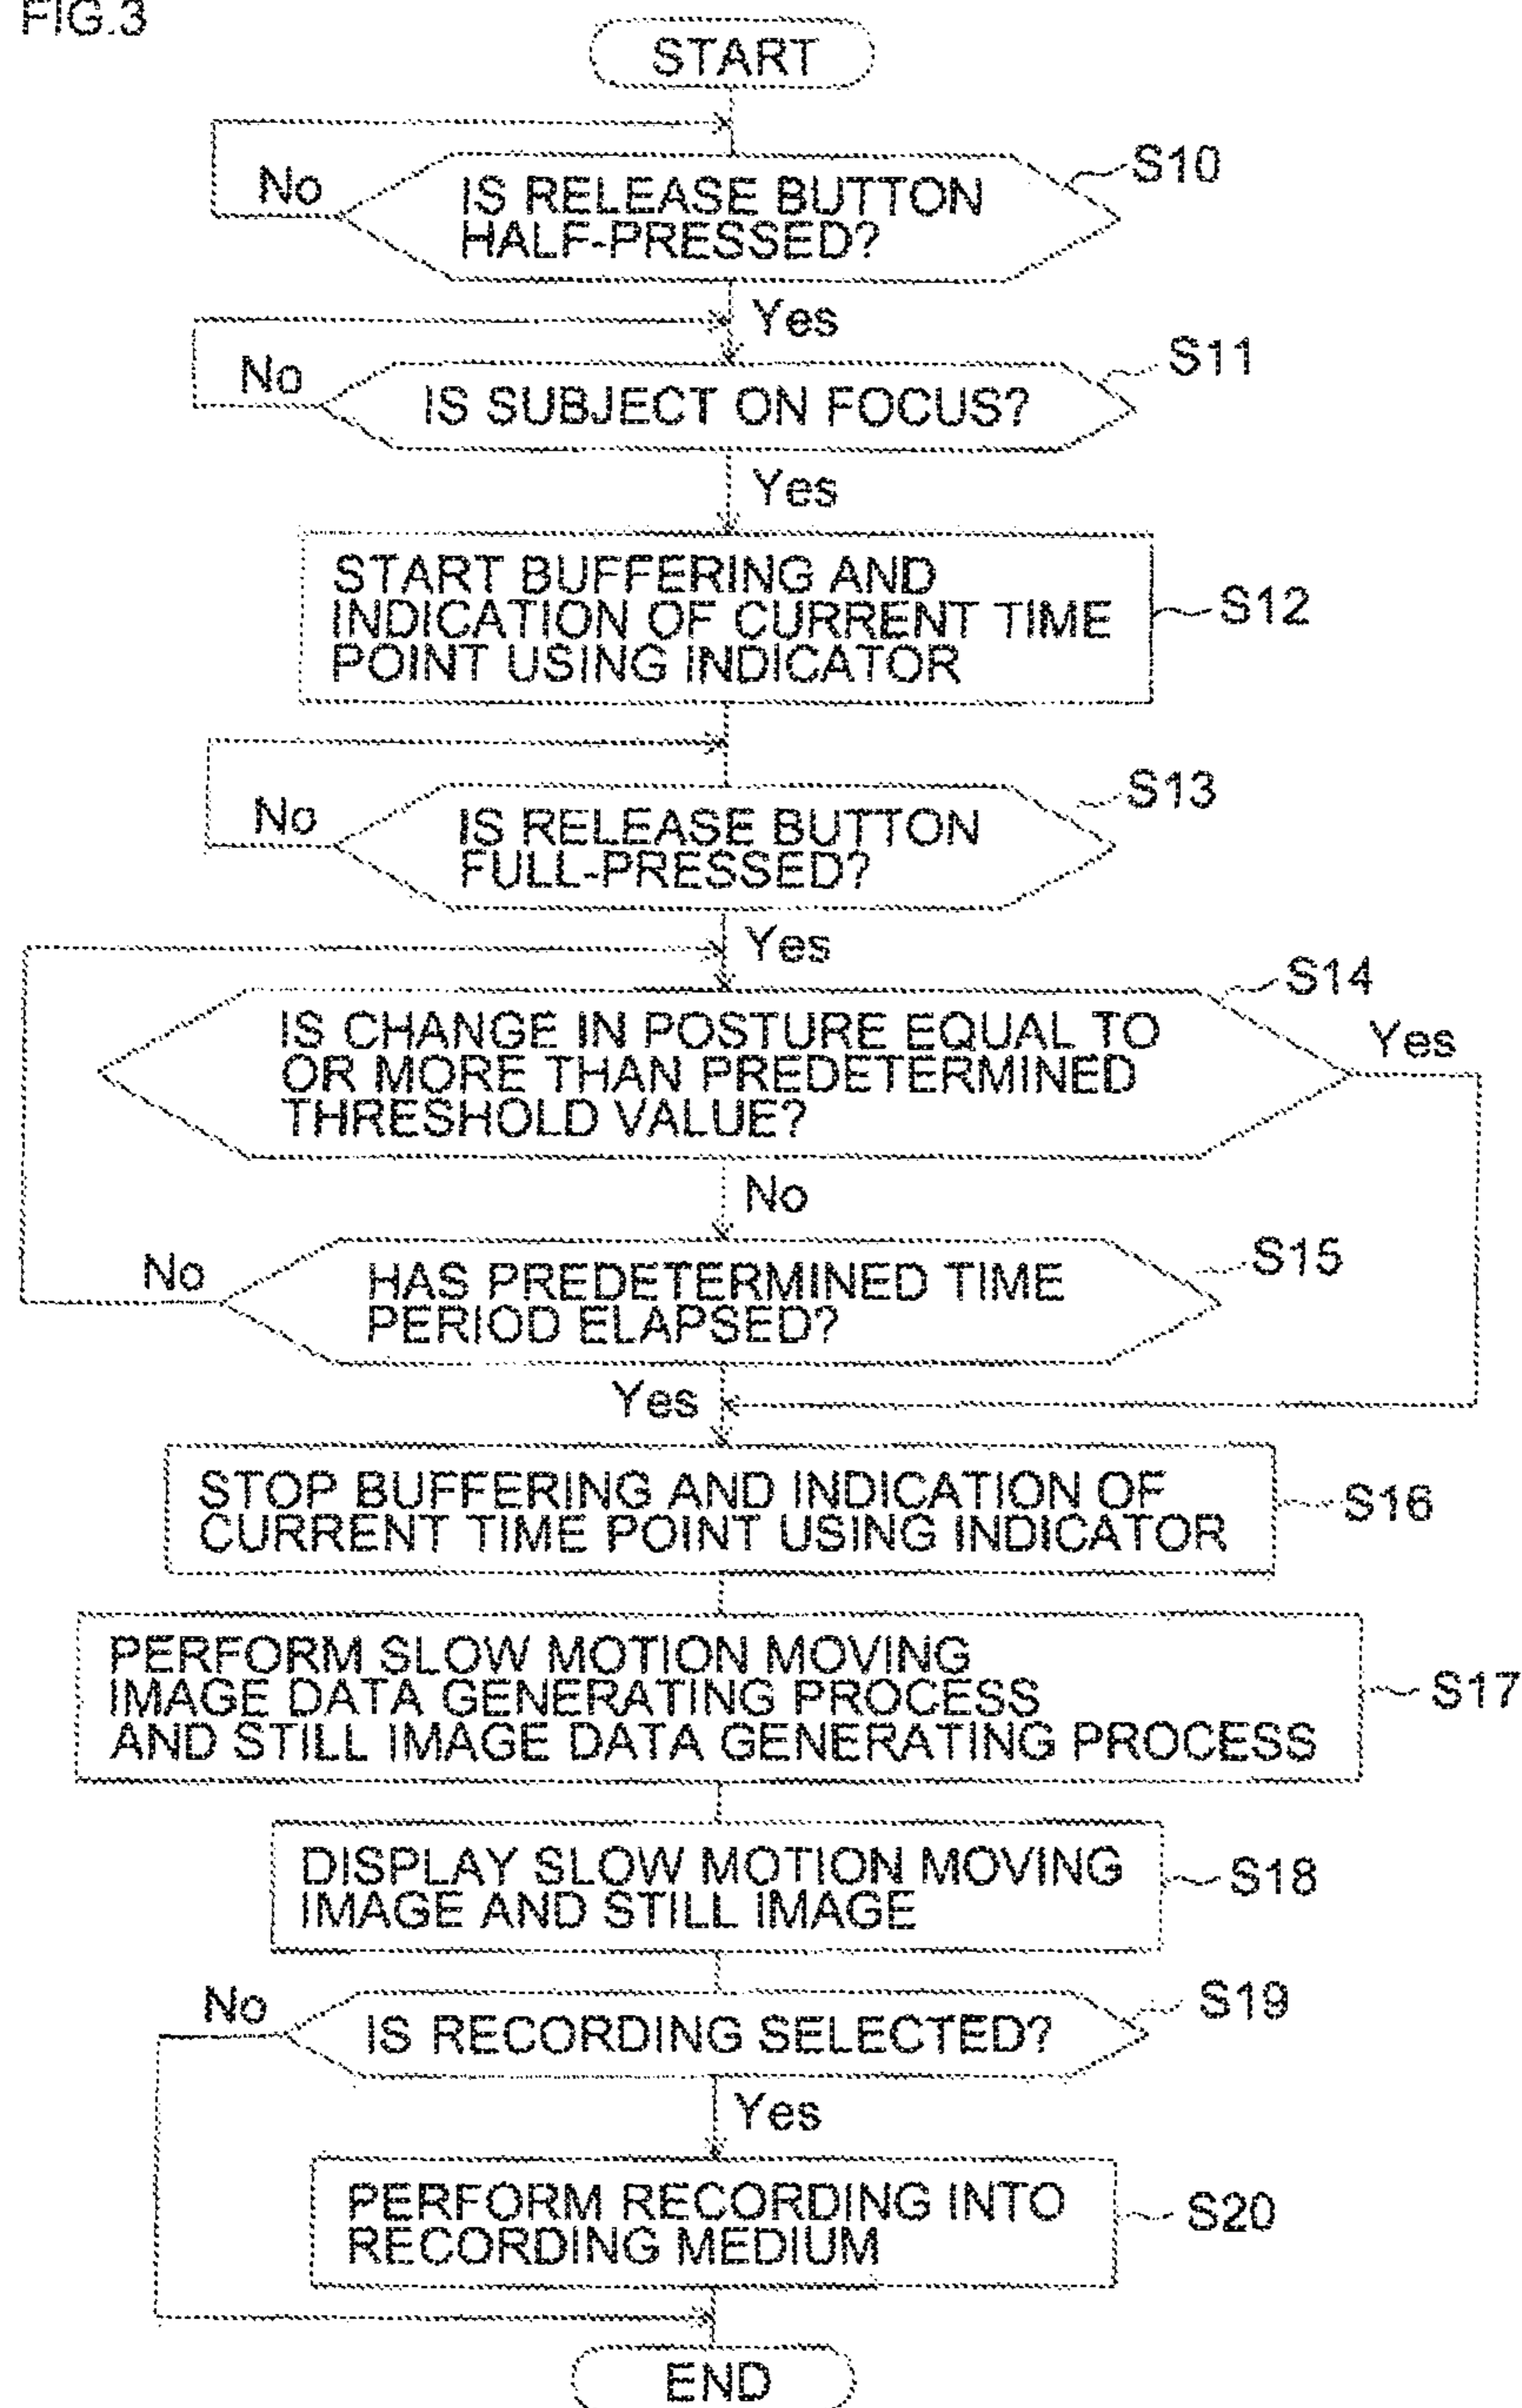 FIG.3
START
No
S10
IS RELEASE BUTTON
HALF-PRESSED?
Yes
No
S11
IS SUBJECT ON FOCUS?
Yes
START BUFFERING AND
INDICATION OF CURRENT TIME
POINT USING INDICATOR
S12
No
S13
IS RELEASE BUTTON
FULL-PRESSED?
Yes
S14
IS CHANGE IN POSTURE EQUAL TO
OR MORE THAN PREDETERMINED
THRESHOLD VALUE?
Yes
No
No
S15
HAS PREDETERMINED TIME
PERIOD ELAPSED?
Yes
STOP BUFFERING AND INDICATION OF
CURRENT TIME POINT USING INDICATOR
S16
PERFORM SLOW MOTION MOVING
IMAGE DATA GENERATING PROCESS
AND STILL IMAGE DATA GENERATING PROCESS
S17
DISPLAY SLOW MOTION MOVING
IMAGE AND STILL IMAGE
S18
No
S19
IS RECORDING SELECTED?
Yes
PERFORM RECORDING INTO
RECORDING MEDIUM
S20
END